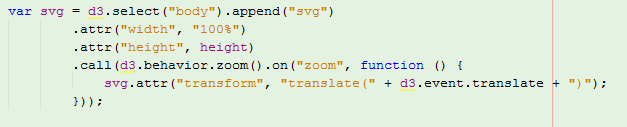 var svg = d3.select("body").append("svg")
.attr("width", "100%")
.attr("height", height)
.call(d3.behavior.zoom().on("zoom", function () {
svg.attr("transform", "translate(" + d3.event.translate + ")");
}));